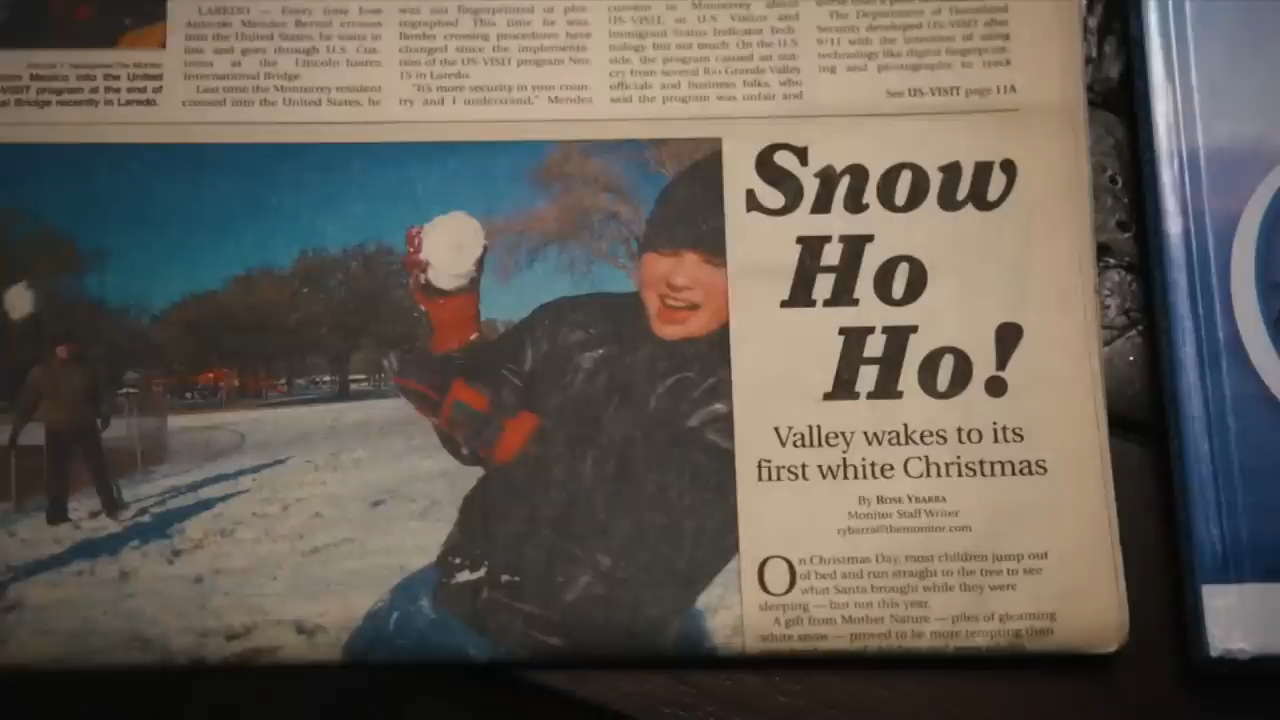 LAREDO — Every time Jose
Antonio Mendez Bernal crosses
into the United States, he waits in
line and goes through U.S. Cus-
toms at the Lincoln-Juarez
International Bridge.
Last time the Monterrey resident
crossed into the United States, he
was not fingerprinted or pho-
tographed. This time he was.
Border crossing procedures have
changed since the implementa-
tion of the US-VISIT program Nov.
15 in Laredo.
"It's more security in your coun-
try and I understand," Mendez
US-VISIT, or U.S. Visitor and
Immigrant Status Indicator Tech-
nology, but not much. On the U.S.
side, the program caused an out-
cry from several Rio Grande Valley
officials and business folks, who
said the program was unfair and
The Department of Homeland
Security developed US-VISIT after
9/11 with the intention of using
technology like digital fingerprint-
ing and photographs to track
See US-VISIT page 11A
from Mexico into the United
-VISIT program at the end of
al Bridge recently in Laredo.
Snow
Ho
Ho!
Valley wakes to its
first white Christmas
By Rose Ybarra
Monitor Staff Writer
rybarra@themonitor.com
On Christmas Day, most children jump out
of bed and run straight to the tree to see
what Santa brought while they were
sleeping — but not this year.
A gift from Mother Nature — piles of gleaming
white snow — proved to be more tempting than